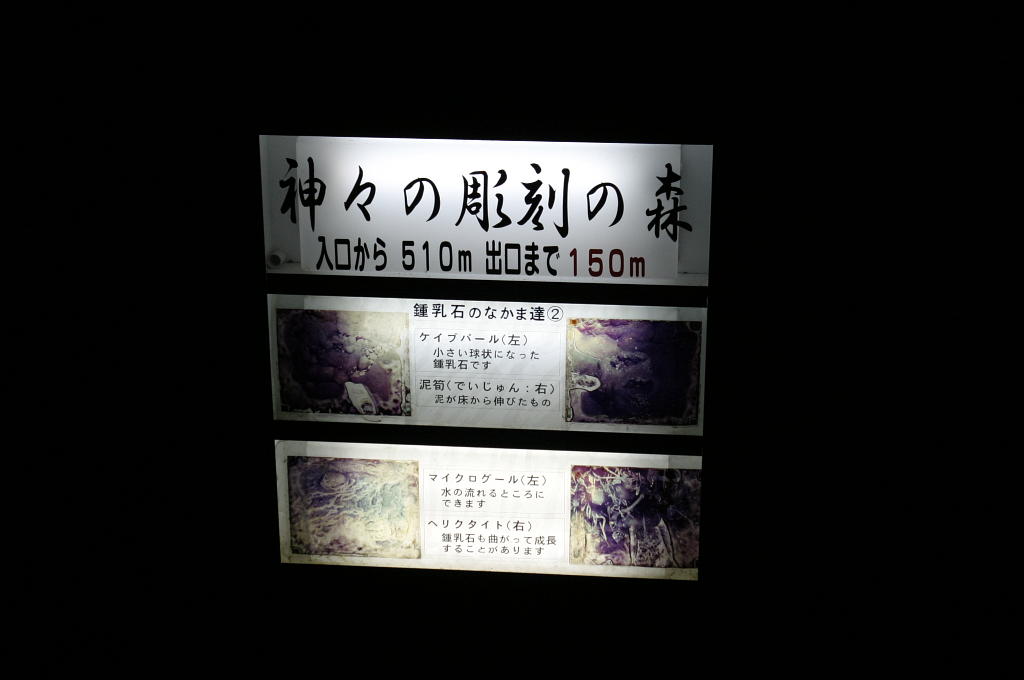 神々の彫刻の森
入口から 510m 出口まで150m
鍾乳石のなかま達②
ケイブパール(左)
小さい球状になった
鍾乳石です
泥筍(でいじゅん:右)
泥が床から伸びたもの
マイクログール(左)
水の流れるところに
できます
ヘリクタイト(右)
鍾乳石も曲がって成長
することがあります